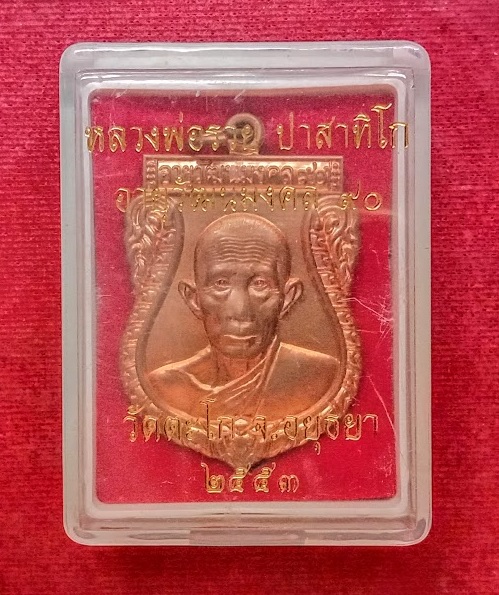 หลวงพ่อรวย ปาสาทิโก
อายุวัฒนมงคล ๙๐
วัดตะโก จ.อยุธยา
๒๕๕๓